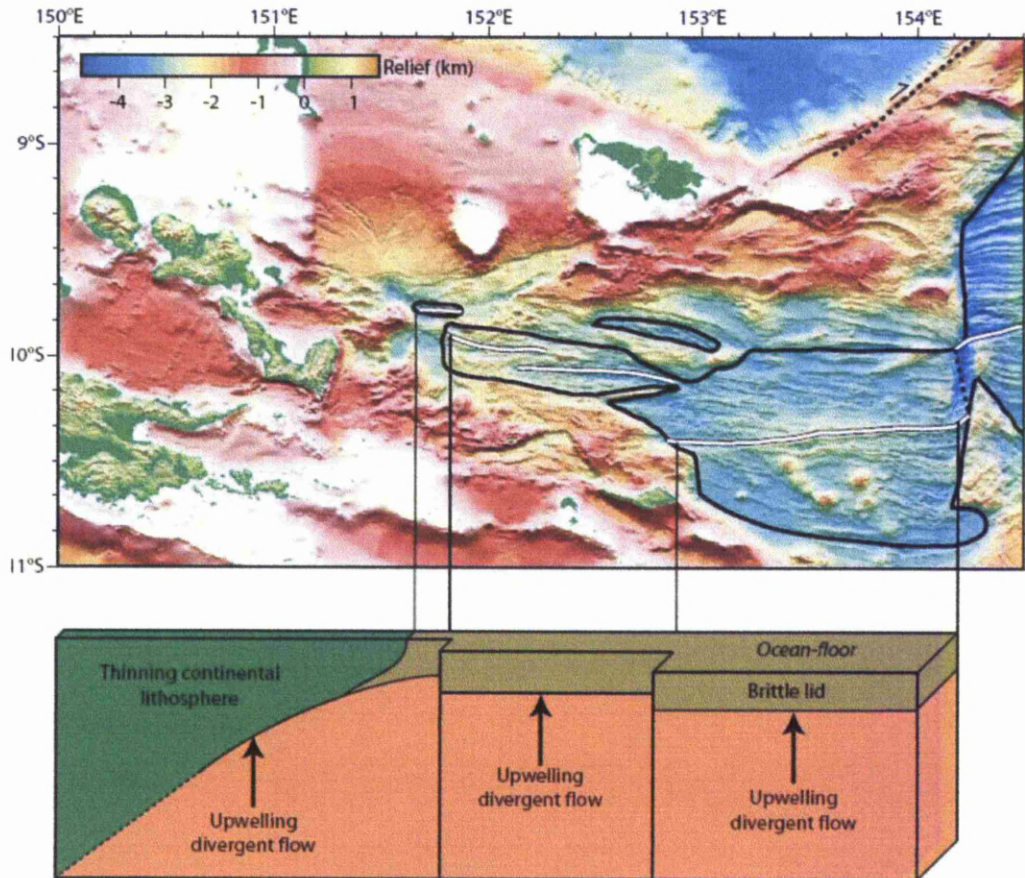 150°E 151°E 152°E 153°E 154°E
Relief (km)
-4 -3 -2 -1 0 1
9°S
10°S
11°S
Thinning continental
lithosphere
Ocean-floor
Brittle lid
Upwelling
divergent flow
Upwelling
divergent flow
Upwelling
divergent flow